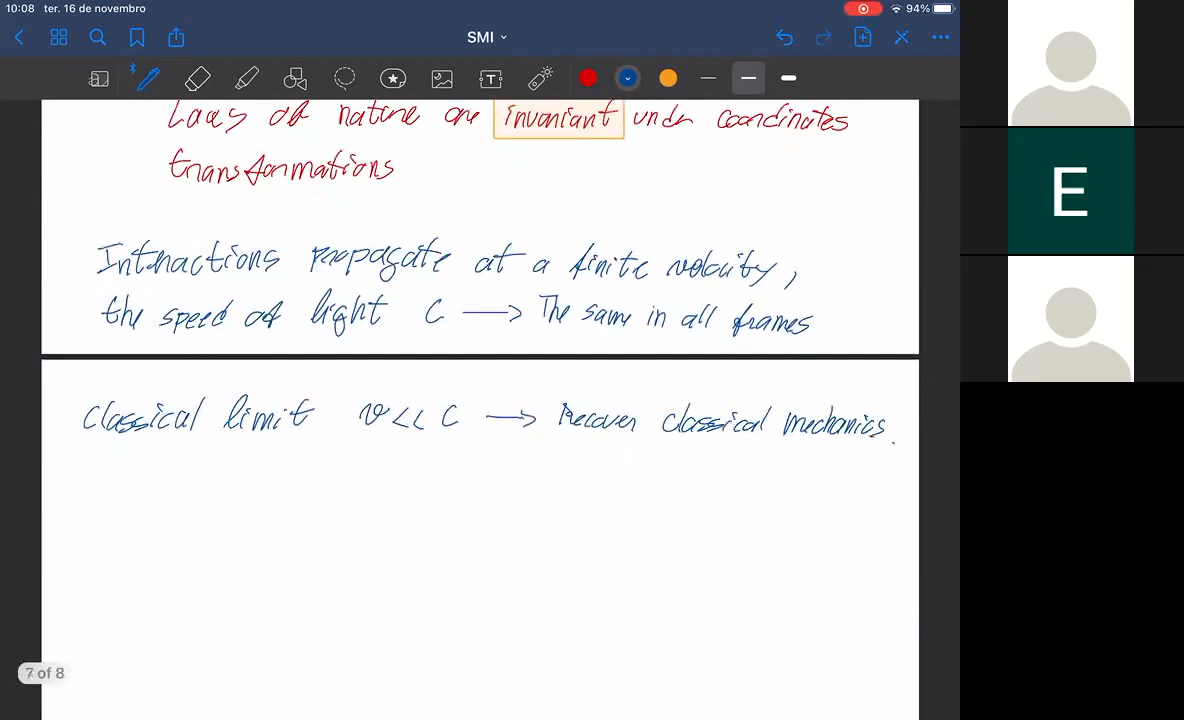 10:08 ter. 16 de novembro 94%
SMI
Laws of nature are invariant under coordinates
transformations
Interactions propagate at a finite velocity,
the speed of light C → The same in all frames
Classical limit v << C → Recover classical mechanics.
7 of 8
E